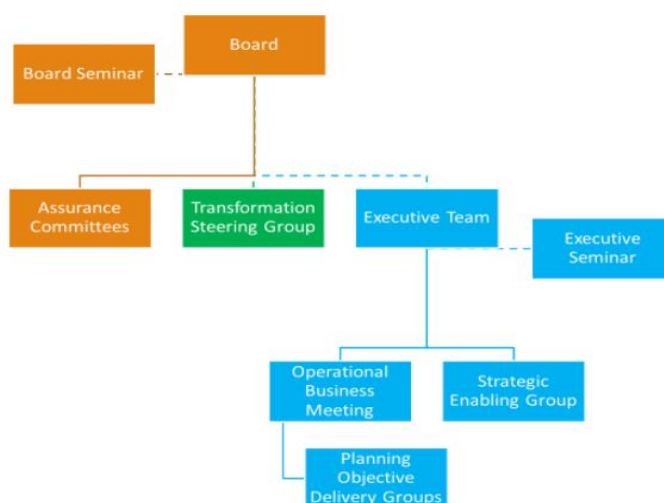 Board
Board Seminar
Assurance
Committees
Transformation
Steering Group
Executive Team
Executive
Seminar
Operational
Business
Meeting
Strategic
Enabling Group
Planning
Objective
Delivery Groups